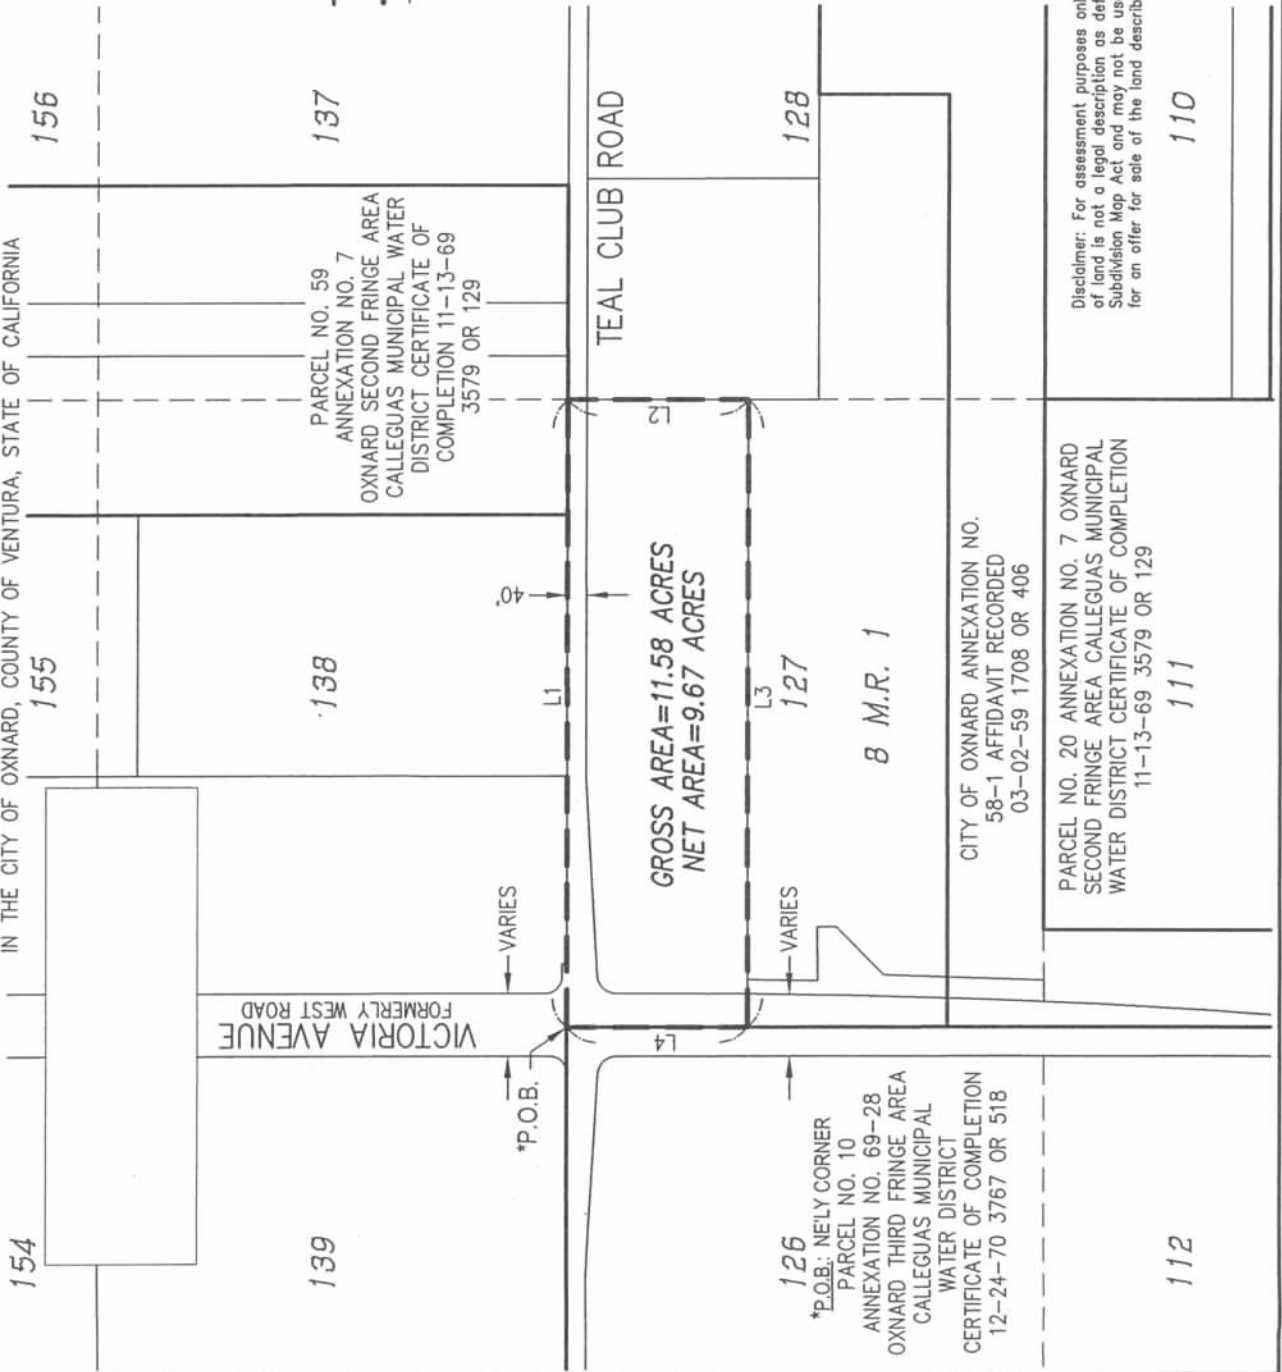 IN THE CITY OF OXNARD, COUNTY OF VENTURA, STATE OF CALIFORNIA
154
155
156
139
138
137
VICTORIA AVENUE
FORMERLY WEST ROAD
VARIES
*P.O.B.
PARCEL NO. 59
ANNEXATION NO. 7
OXNARD SECOND FRINGE AREA
CALLEGUAS MUNICIPAL WATER
DISTRICT CERTIFICATE OF
COMPLETION 11-13-69
3579 OR 129
L1
40'
TEAL CLUB ROAD
GROSS AREA=11.58 ACRES
NET AREA=9.67 ACRES
L2
L4
L3
VARIES
126
127
128
*P.O.B.: NE'LY CORNER
PARCEL NO. 10
ANNEXATION NO. 69-28
OXNARD THIRD FRINGE AREA
CALLEGUAS MUNICIPAL
WATER DISTRICT
CERTIFICATE OF COMPLETION
12-24-70 3767 OR 518
8 M.R. 1
CITY OF OXNARD ANNEXATION NO.
58-1 AFFIDAVIT RECORDED
03-02-59 1708 OR 406
PARCEL NO. 20 ANNEXATION NO. 7 OXNARD
SECOND FRINGE AREA CALLEGUAS MUNICIPAL
WATER DISTRICT CERTIFICATE OF COMPLETION
11-13-69 3579 OR 129
Disclaimer: For assessment purposes
of land is not a legal description as
Subdivision Map Act and may not be
for an offer for sale of the land
112
111
110